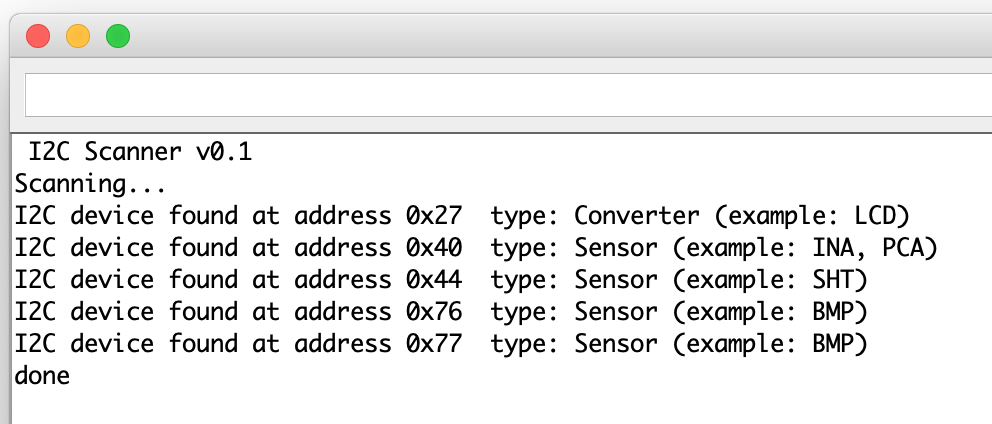 I2C Scanner v0.1
Scanning...
I2C device found at address 0x27  type: Converter (example: LCD)
I2C device found at address 0x40  type: Sensor (example: INA, PCA)
I2C device found at address 0x44  type: Sensor (example: SHT)
I2C device found at address 0x76  type: Sensor (example: BMP)
I2C device found at address 0x77  type: Sensor (example: BMP)
done